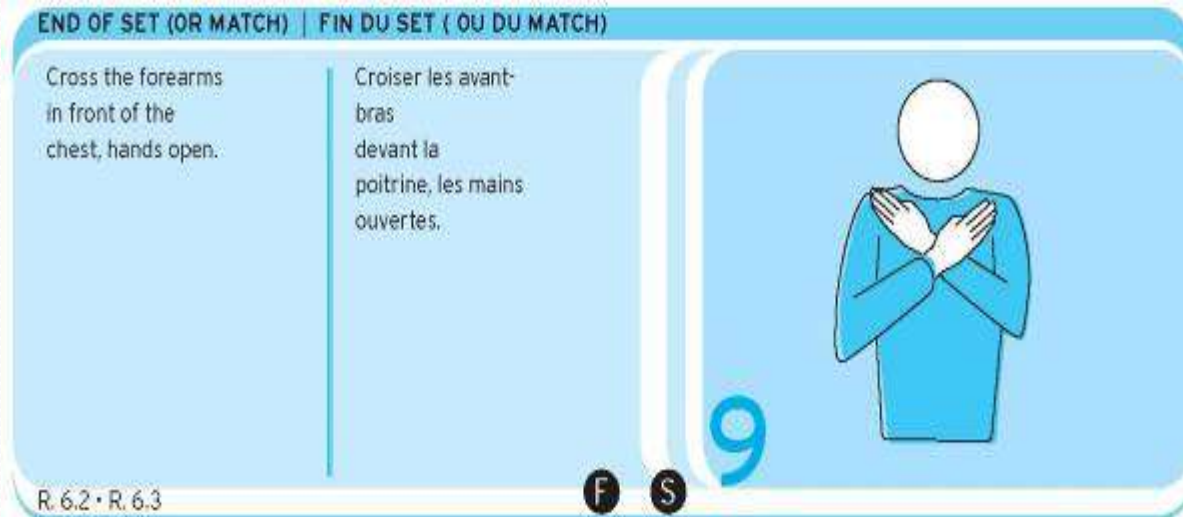 END OF SET (OR MATCH) | FIN DU SET ( OU DU MATCH)
Cross the forearms
in front of the
chest, hands open.
Croiser les avant-
bras
devant la
poitrine, les mains
ouvertes.
9
R. 6.2 • R. 6.3
F S